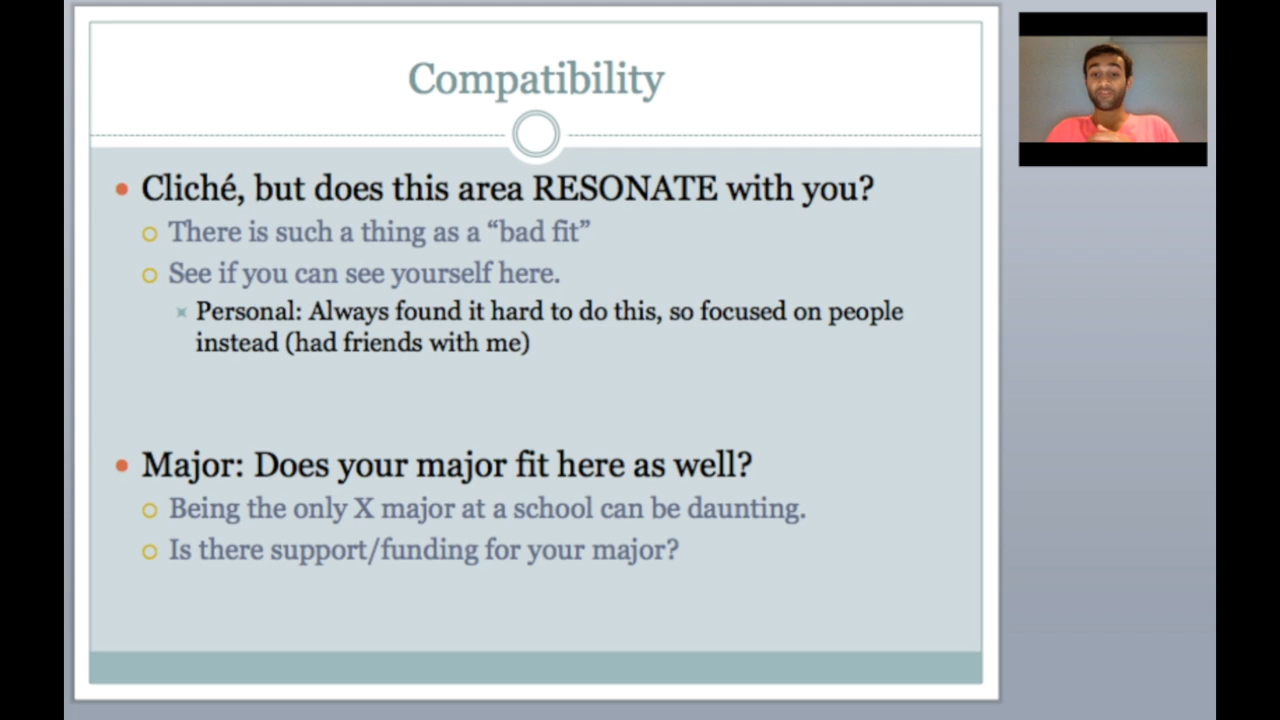 Compatibility
Cliché, but does this area RESONATE with you?
There is such a thing as a “bad fit”
See if you can see yourself here.
Personal: Always found it hard to do this, so focused on people
instead (had friends with me)
Major: Does your major fit here as well?
Being the only X major at a school can be daunting.
Is there support/funding for your major?